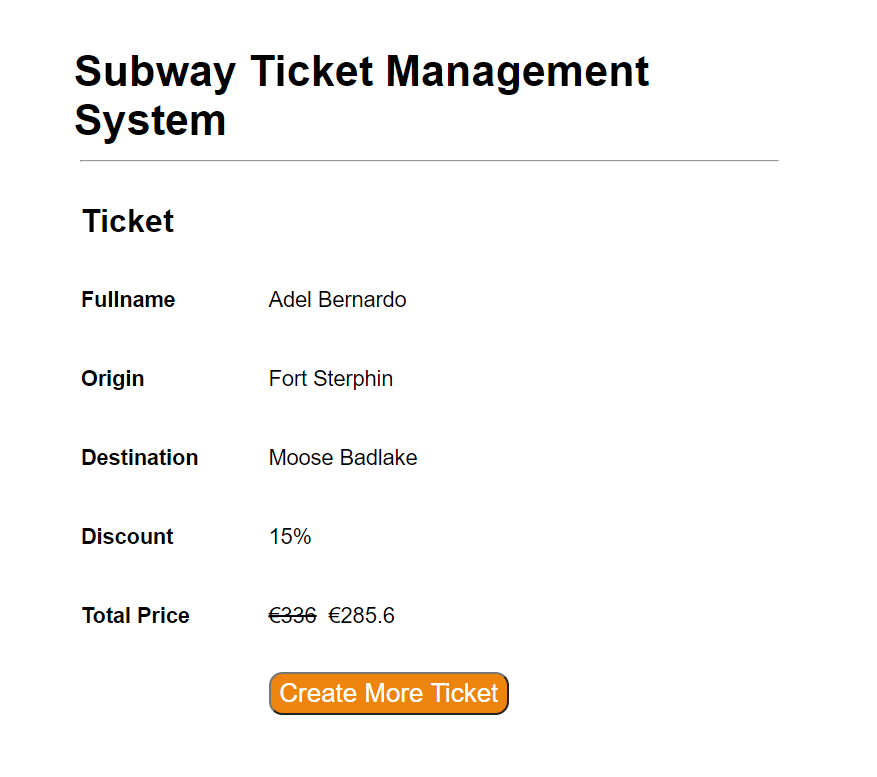 Subway Ticket Management
System
Ticket
Fullname Adel Bernardo
Origin Fort Sterphin
Destination Moose Badlake
Discount 15%
Total Price €336 €285.6
Create More Ticket